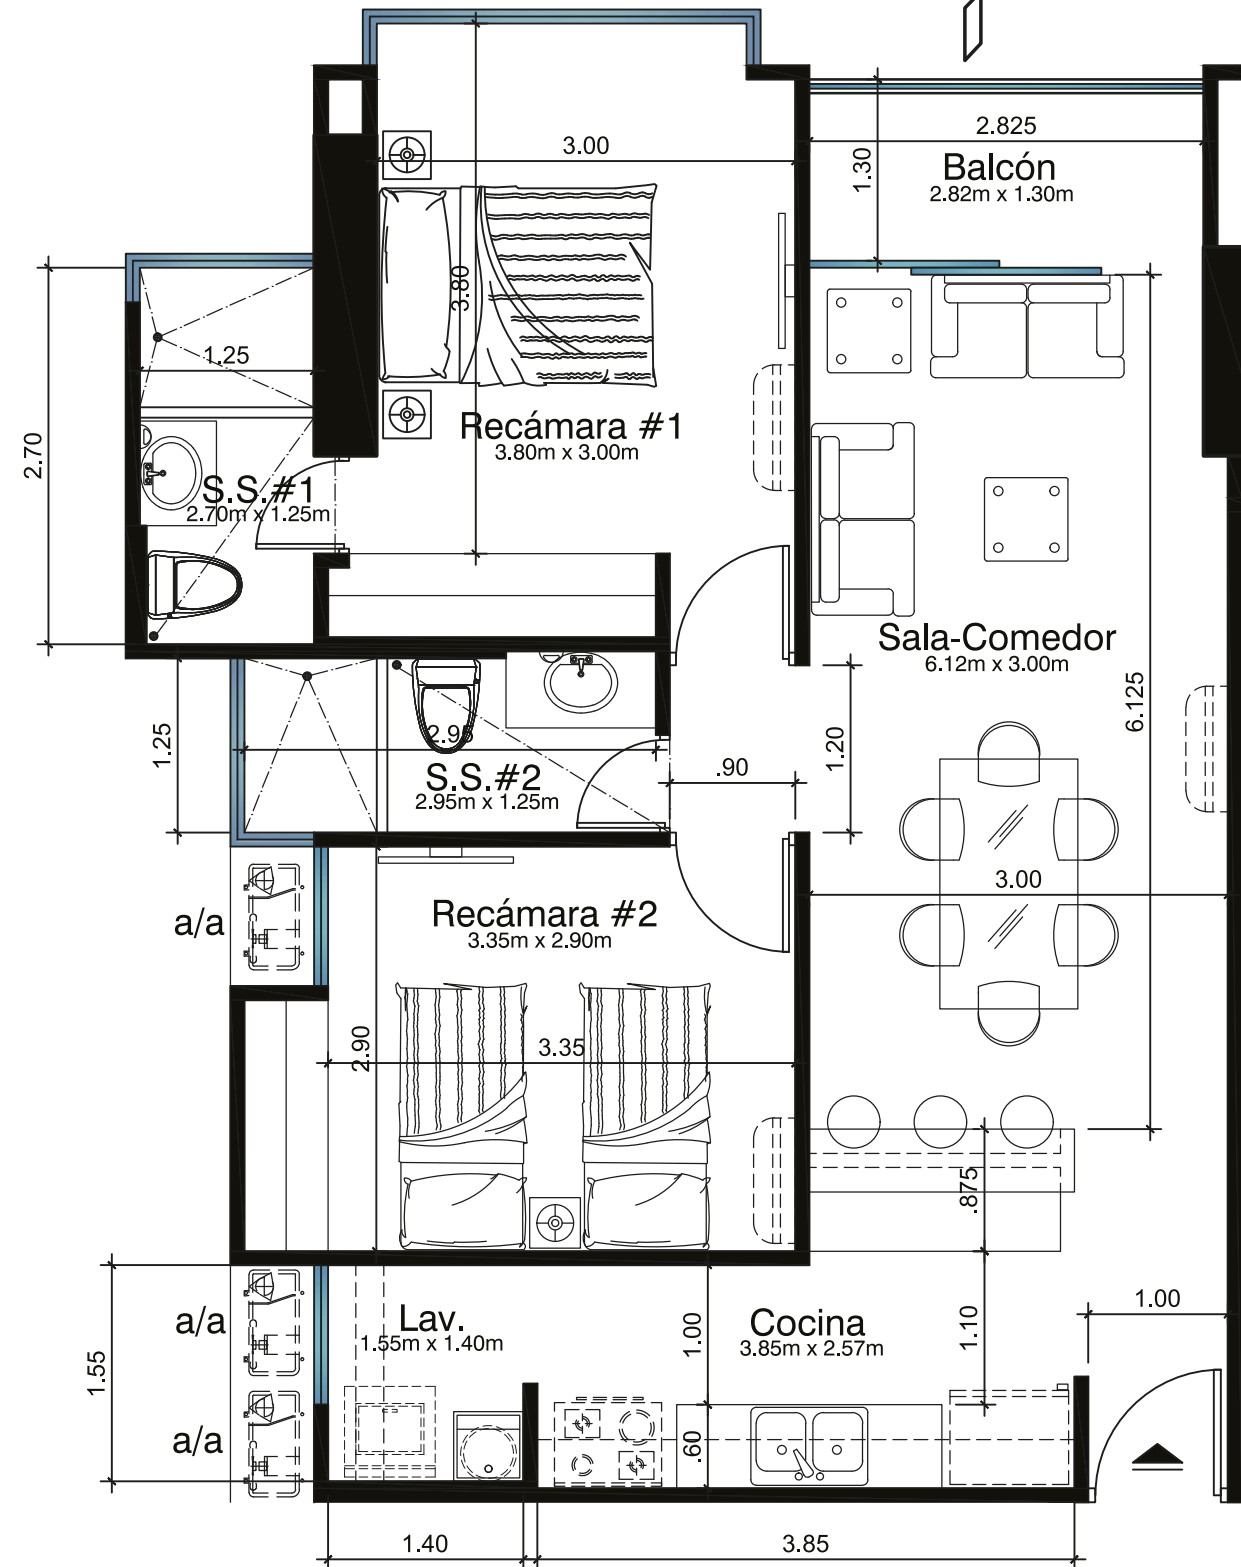 2.825
3.00
1.30
Balcón
2.82m x 1.30m
3.80
1.25
2.70
Recámara #1
3.80m x 3.00m
S.S.#1
2.70m x 1.25m
Sala-Comedor
6.12m x 3.00m
6.125
1.25
2.95
1.20
.90
S.S.#2
2.95m x 1.25m
3.00
Recámara #2
3.35m x 2.90m
a/a
2.90
3.35
.875
a/a
Lav.
1.55m x 1.40m
1.00
Cocina
3.85m x 2.57m
1.10
1.00
1.55
a/a
.60
1.40
3.85